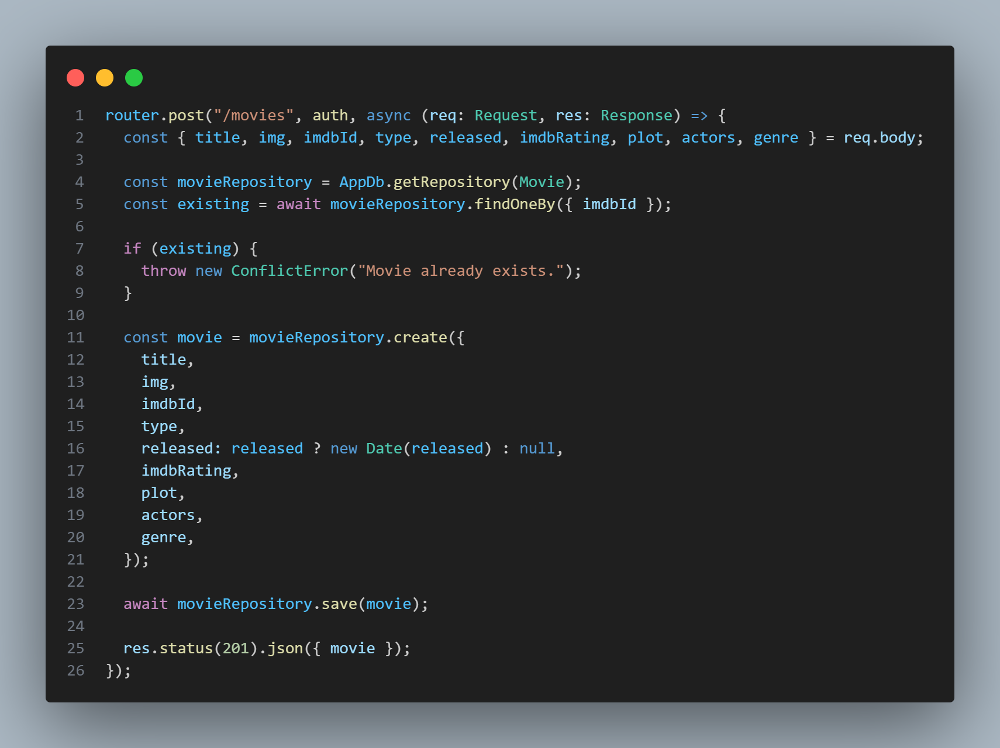 1 router.post("/movies", auth, async (req: Request, res: Response) => {
2   const { title, img, imdbId, type, released, imdbRating, plot, actors, genre } = req.body;
3
4   const movieRepository = AppDb.getRepository(Movie);
5   const existing = await movieRepository.findOneBy({ imdbId });
6
7   if (existing) {
8     throw new ConflictError("Movie already exists.");
9   }
10
11   const movie = movieRepository.create({
12     title,
13     img,
14     imdbId,
15     type,
16     released: released ? new Date(released) : null,
17     imdbRating,
18     plot,
19     actors,
20     genre,
21   });
22
23   await movieRepository.save(movie);
24
25   res.status(201).json({ movie });
26 });